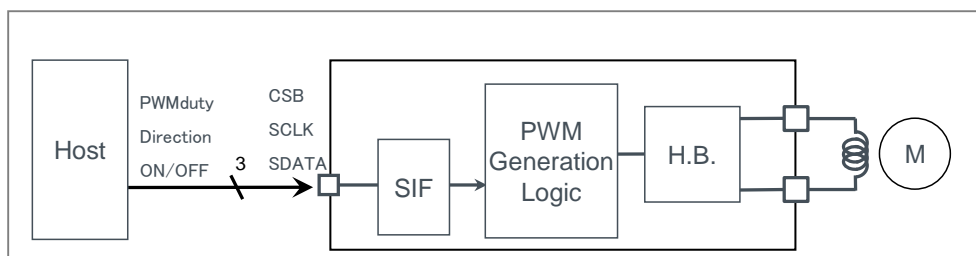 Host
PWMduty
Direction
ON/OFF
3
CSB
SCLK
SDATA
SIF
PWM
Generation
Logic
H.B.
M